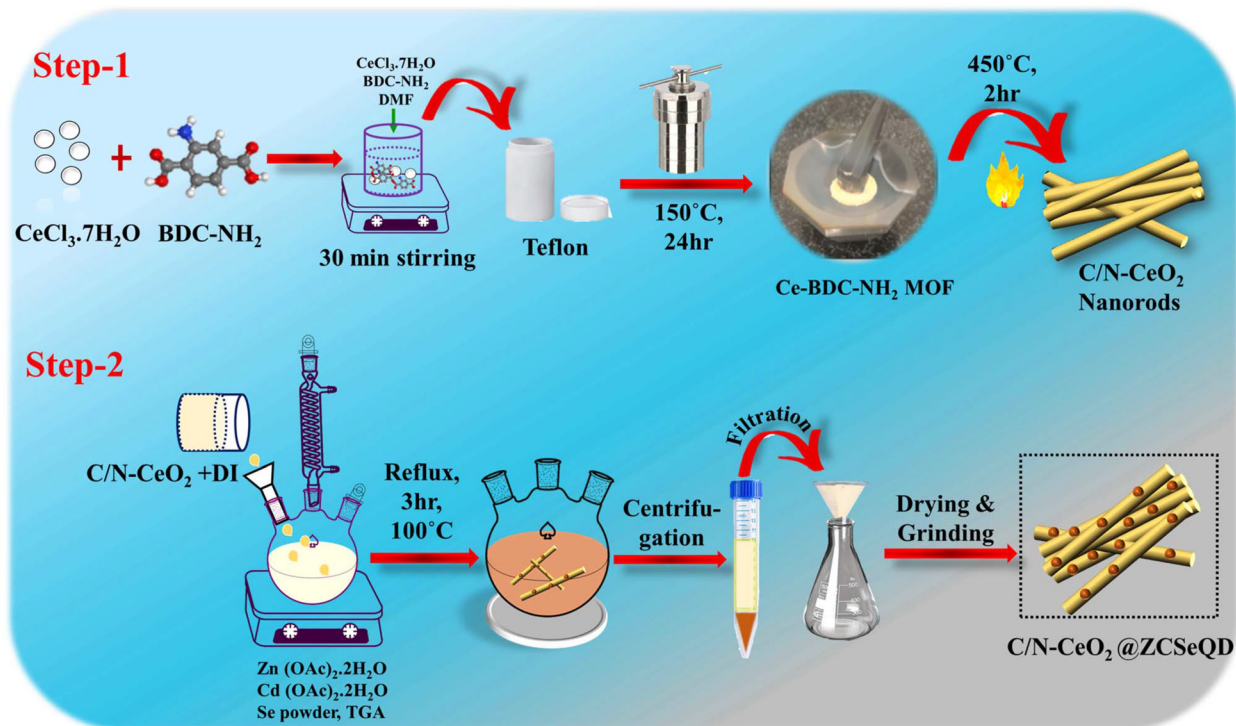 Step-1
CeCl₃.7H₂O
BDC-NH₂
DMF
450˚C,
2hr
CeCl₃.7H₂O
BDC-NH₂
30 min stirring
Teflon
150˚C,
24hr
Ce-BDC-NH₂ MOF
C/N-CeO₂
Nanorods
Step-2
C/N-CeO₂ +DI
Reflux,
3hr,
100˚C
Centrifu-
gation
Filtration
Drying &
Grinding
Zn (OAc)₂.2H₂O
Cd (OAc)₂.2H₂O
Se powder, TGA
C/N-CeO₂@ZCSeQD